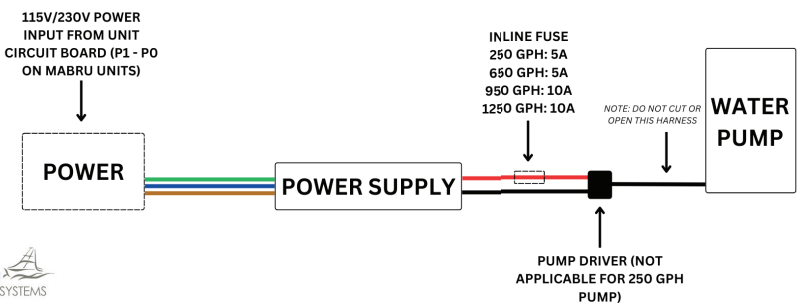 115V/230V POWER
INPUT FROM UNIT
CIRCUIT BOARD (P1 - P0
ON MABRU UNITS)
INLINE FUSE
250 GPH: 5A
650 GPH: 5A
950 GPH: 10A
1250 GPH: 10A
NOTE: DO NOT CUT OR
OPEN THIS HARNESS
WATER
PUMP
POWER
POWER SUPPLY
PUMP DRIVER (NOT
APPLICABLE FOR 250 GPH
PUMP)
SYSTEMS